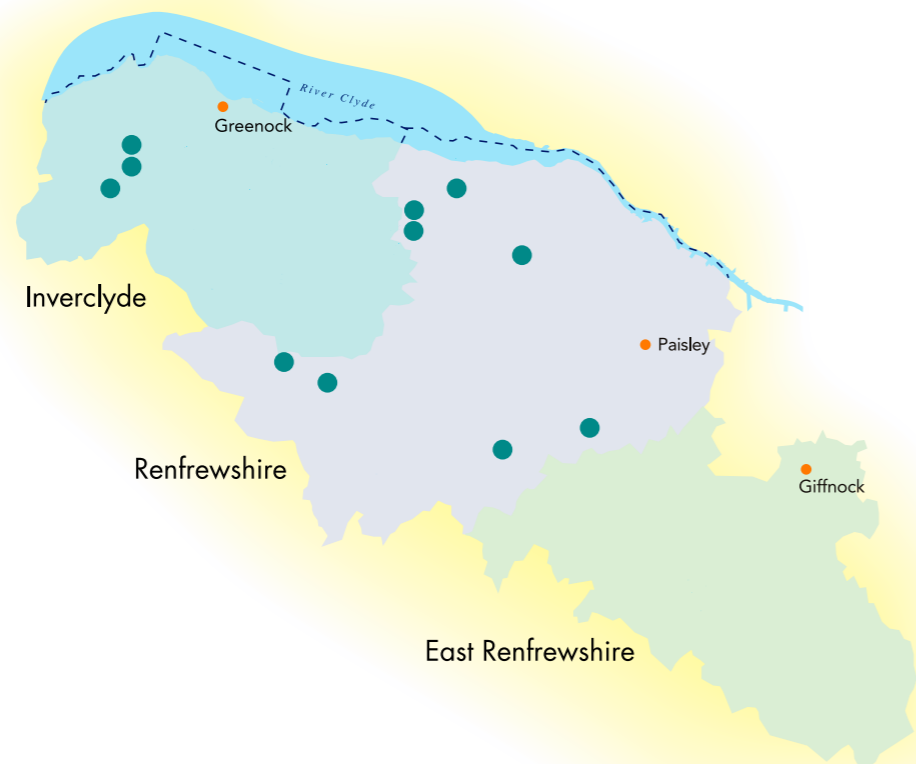 River Clyde
Greenock
Inverclyde
Paisley
Renfrewshire
Giffnock
East Renfrewshire